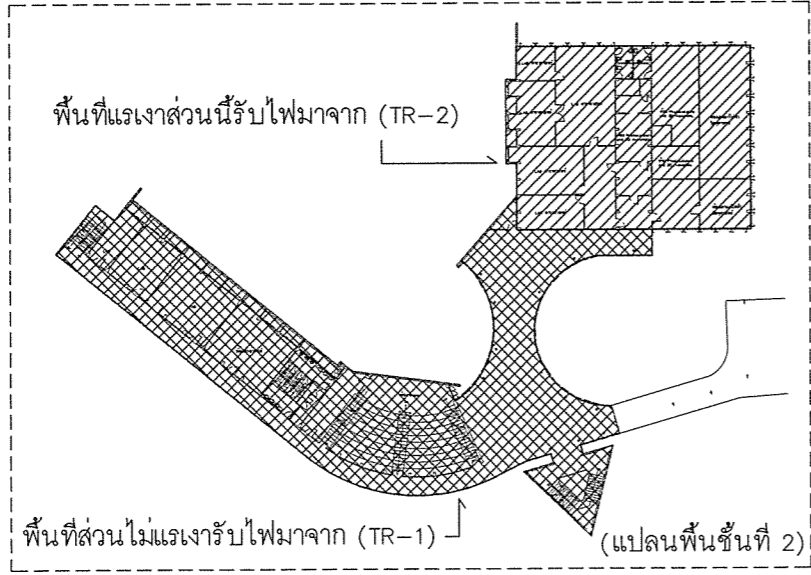 พื้นที่แรเงาส่วนนี้รับไฟมาจาก (TR-2)
พื้นที่ส่วนไม่แรเงารับไฟมาจาก (TR-1)
(แปลนพื้นชั้นที่ 2)